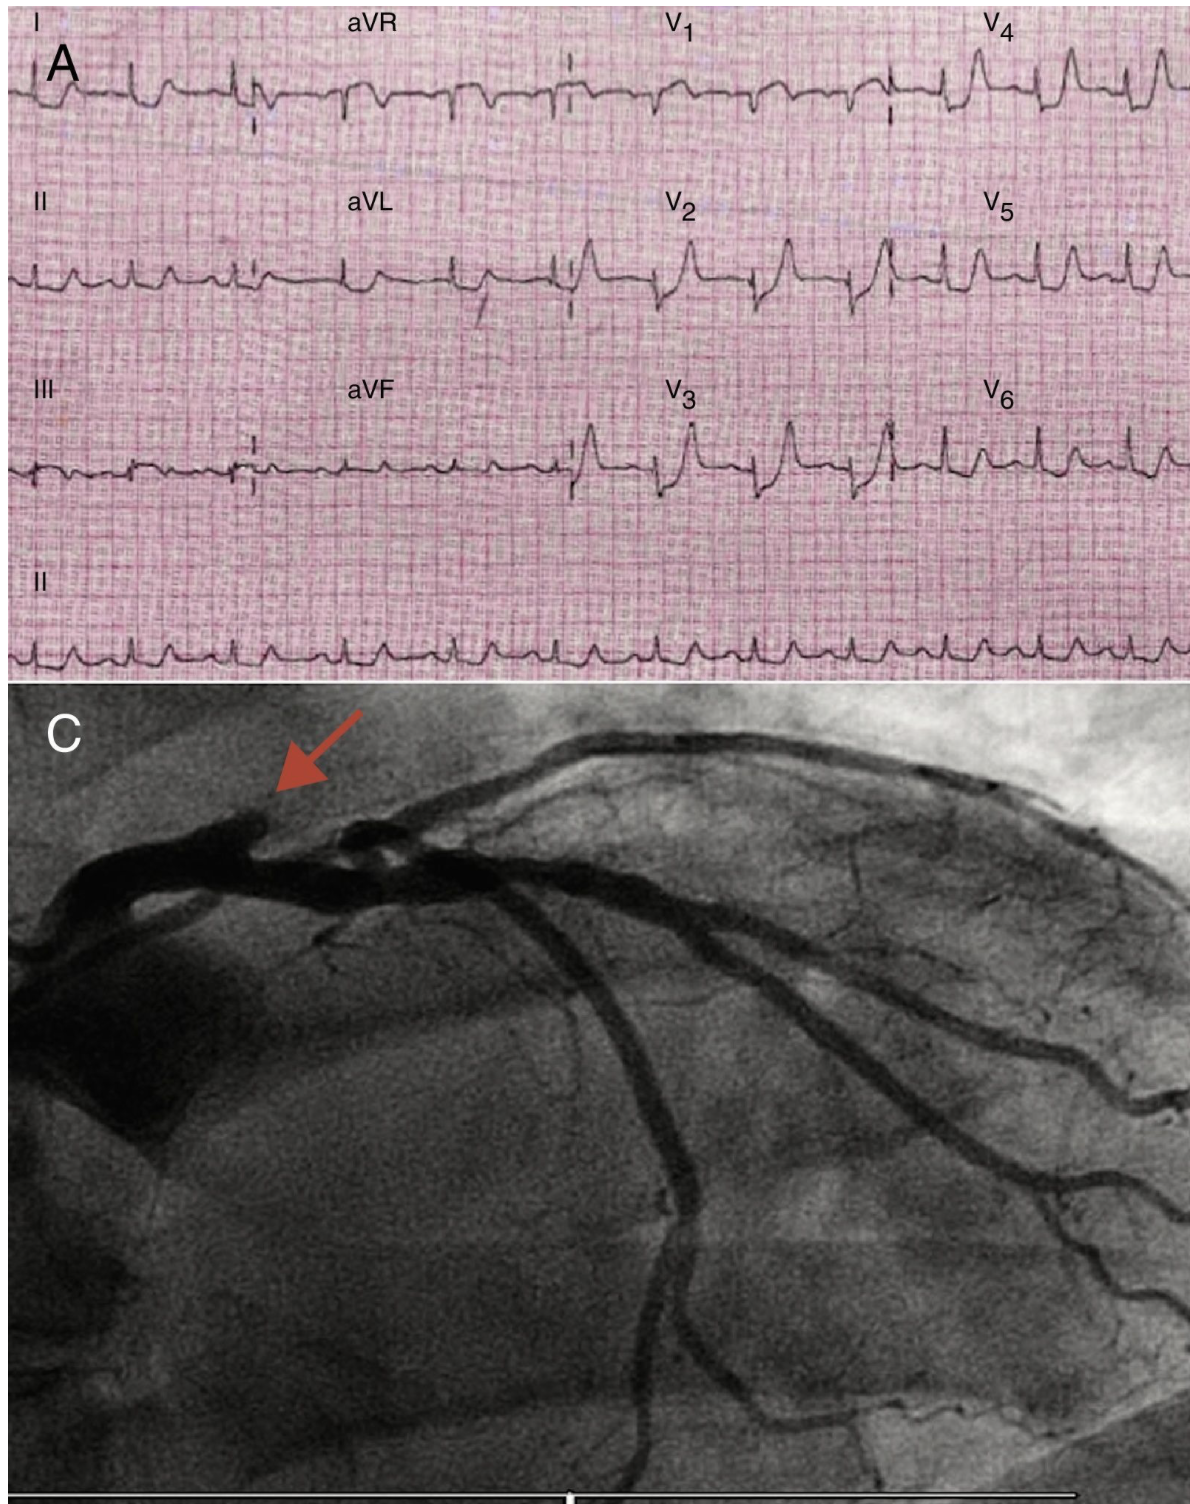 I aVR V1 V4
A
II aVL V2 V5
III aVF V3 V6
II
C